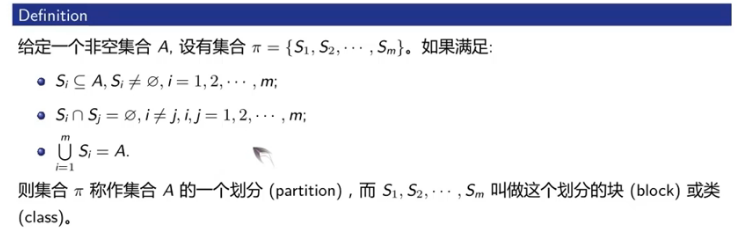 Definition
给定一个非空集合 A, 设有集合 π = {S₁, S₂, ⋯ , Sₘ}。如果满足:
Sᵢ ⊆ A, Sᵢ ≠ ∅, i = 1, 2, ⋯ , m;
Sᵢ ∩ Sⱼ = ∅, i ≠ j, i, j = 1, 2, ⋯ , m;
⋃ᵢ₌₁ᵐ Sᵢ = A.
则集合 π 称作集合 A 的一个划分 (partition) , 而 S₁, S₂, ⋯ , Sₘ 叫做这个划分的块 (block) 或类
(class)。